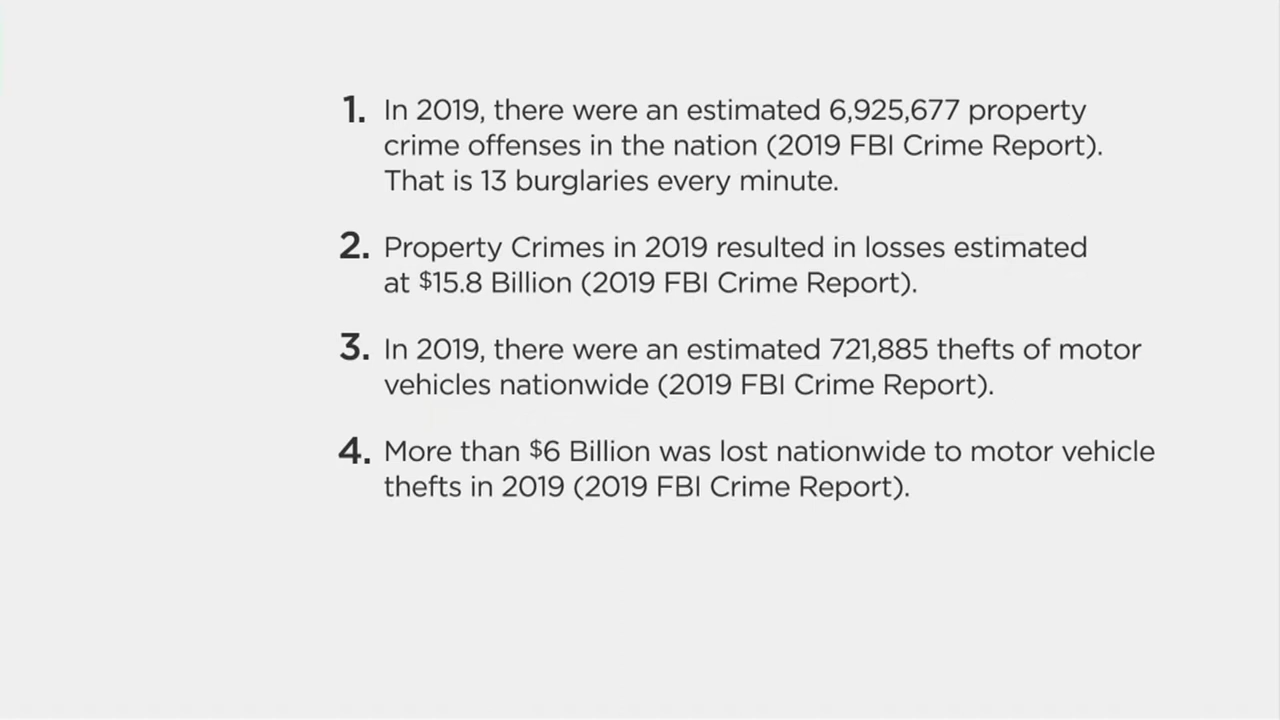 1. In 2019, there were an estimated 6,925,677 property
crime offenses in the nation (2019 FBI Crime Report).
That is 13 burglaries every minute.
2. Property Crimes in 2019 resulted in losses estimated
at $15.8 Billion (2019 FBI Crime Report).
3. In 2019, there were an estimated 721,885 thefts of motor
vehicles nationwide (2019 FBI Crime Report).
4. More than $6 Billion was lost nationwide to motor vehicle
thefts in 2019 (2019 FBI Crime Report).